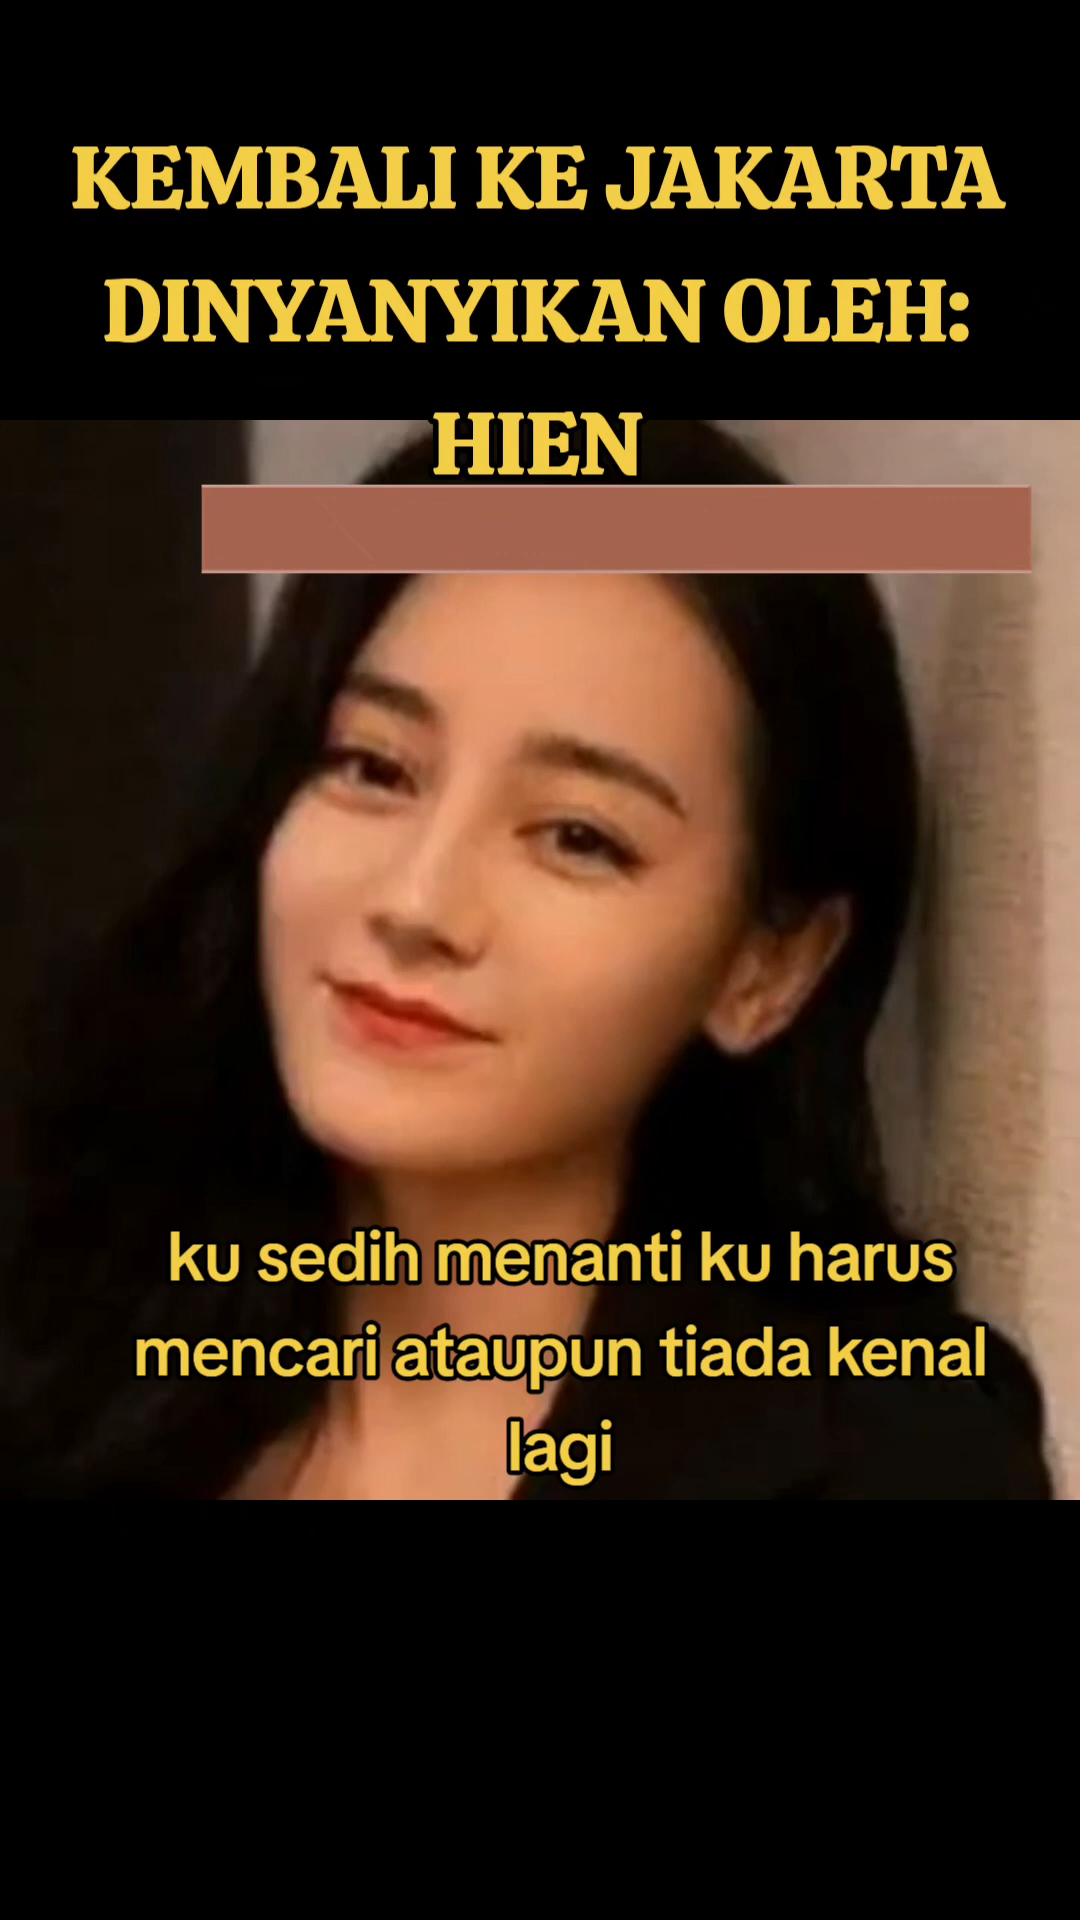 KEMBALI KE JAKARTA
DINYANYIKAN OLEH:
HIEN
ku sedih menanti ku harus
mencari ataupun tiada kenal
lagi